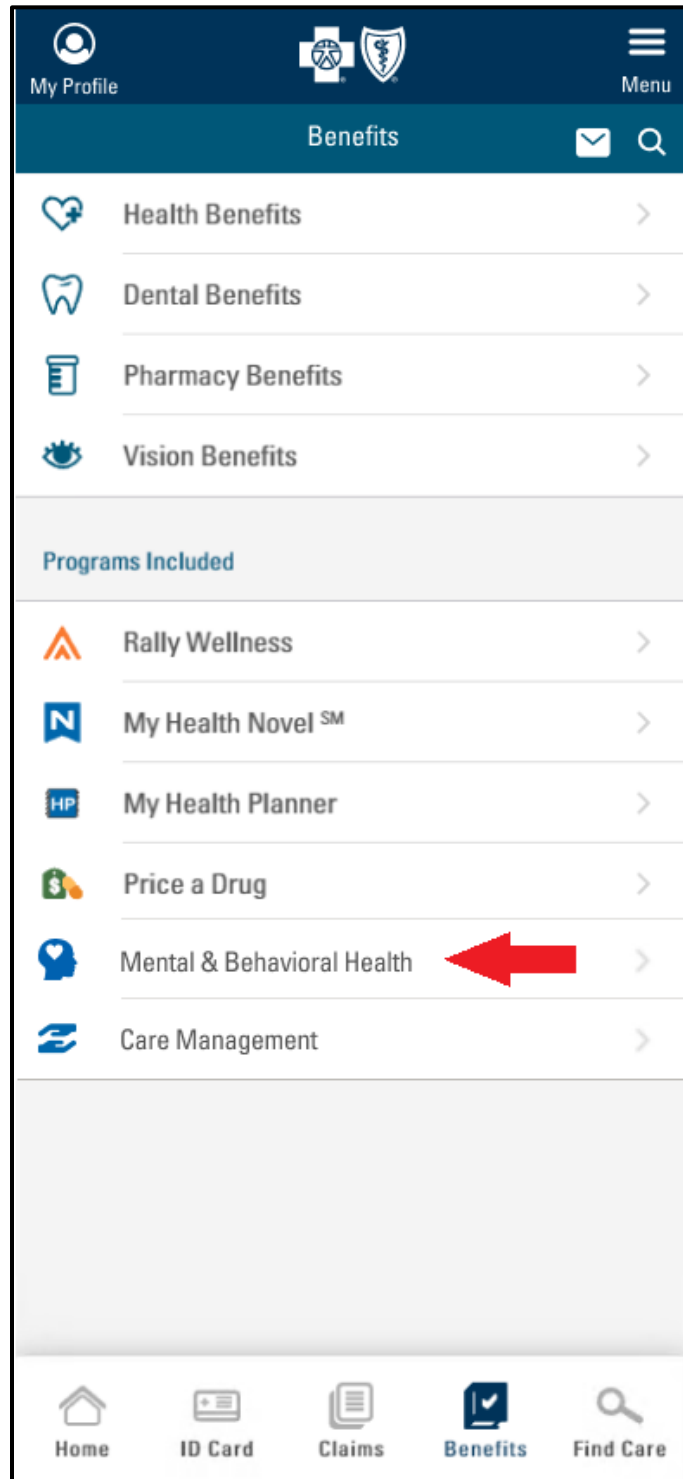 My Profile
Menu
Benefits
Health Benefits
Dental Benefits
Pharmacy Benefits
Vision Benefits
Programs Included
Rally Wellness
N
My Health Novel SM
HP
My Health Planner
$
Price a Drug
Mental & Behavioral Health
Care Management
Home
ID Card
Claims
Benefits
Find Care